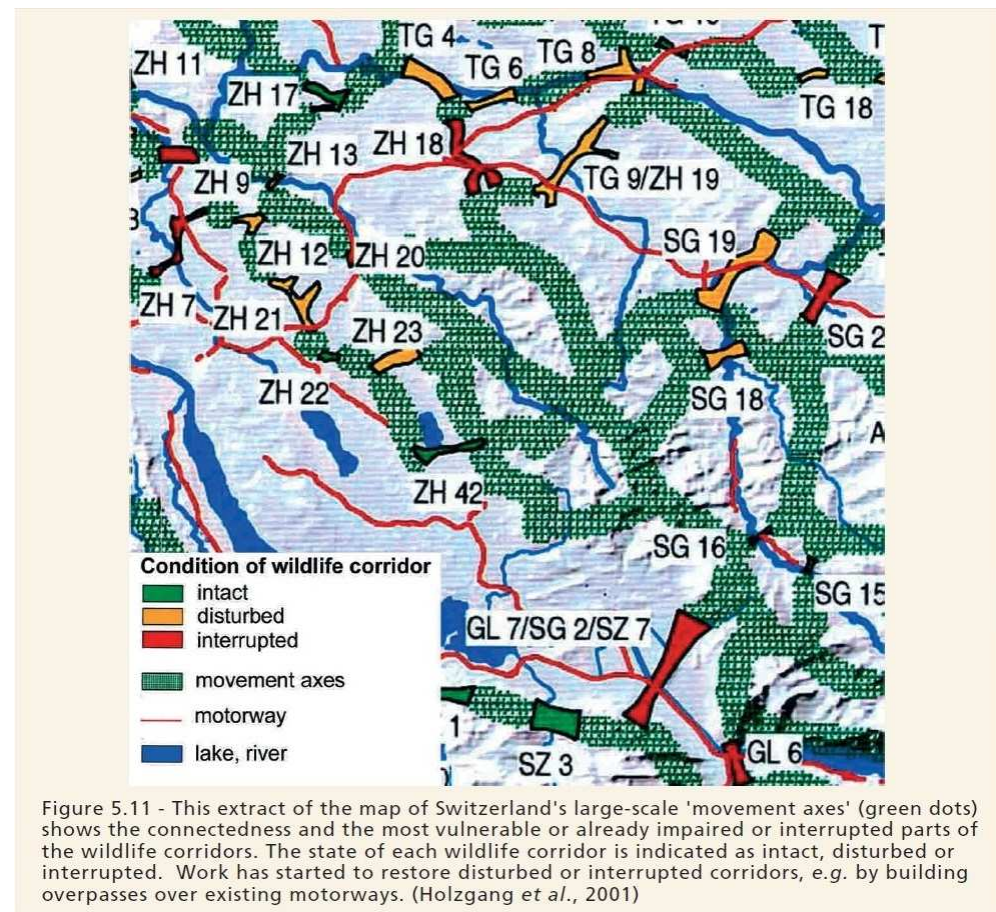 TG 4
TG 8
ZH 11
TG 6
ZH 17
TG 18
ZH 18
ZH 13
ZH 9
TG 9/ZH 19
SG 19
ZH 12
ZH 20
ZH 7
ZH 21
ZH 23
SG 2
ZH 22
SG 18
A
ZH 42
SG 16
Condition of wildlife corridor
intact
disturbed
interrupted
movement axes
motorway
lake, river
SG 15
GL 7/SG 2/SZ 7
1
SZ 3
GL 6
Figure 5.11 - This extract of the map of Switzerland's large-scale 'movement axes' (green dots)
shows the connectedness and the most vulnerable or already impaired or interrupted parts of
the wildlife corridors. The state of each wildlife corridor is indicated as intact, disturbed or
interrupted.  Work has started to restore disturbed or interrupted corridors, e.g. by building
overpasses over existing motorways. (Holzgang et al., 2001)